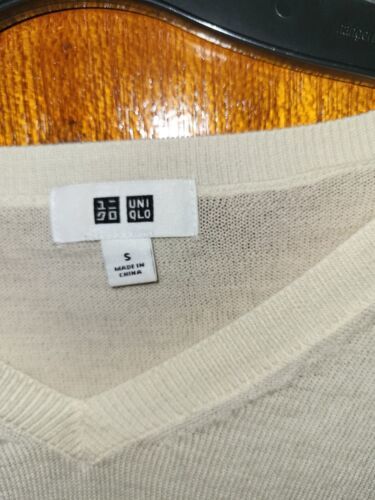 ユニ UNI
クロ QLO
S
MADE IN
CHINA